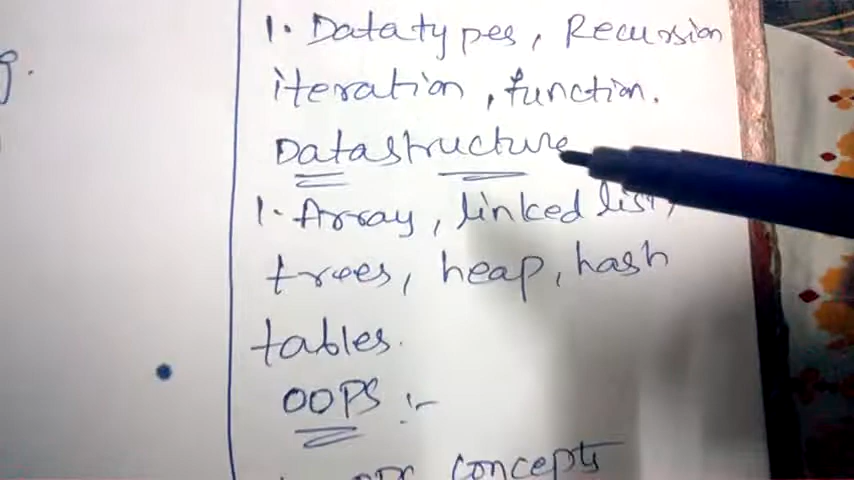 1. Datatypes, Recursion
iteration, function.
Datastructure
1. Array, linked list,
trees, heap, hash
tables.
OOPS :-
concepts